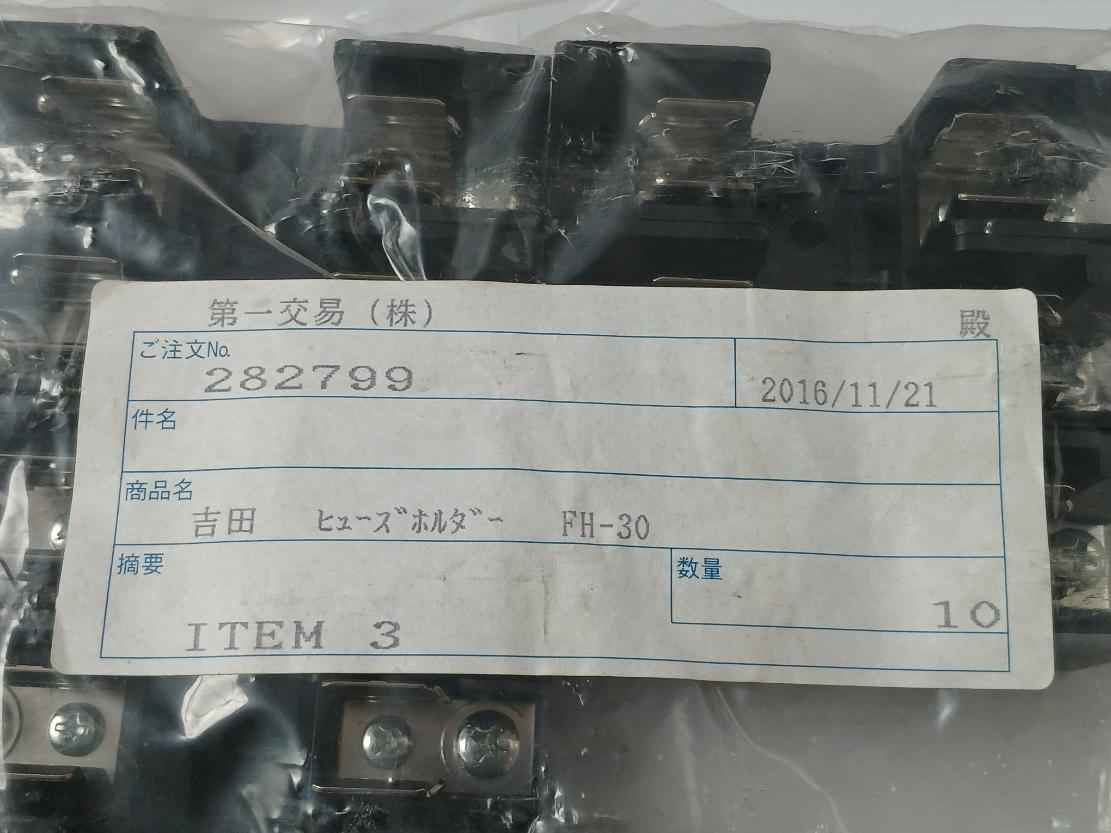 第一交易（株） 殿
ご注文No.
282799 2016/11/21
件名
商品名
吉田 ﾋｭｰｽﾞﾎﾙﾀﾞｰ FH-30
摘要 数量
ITEM 3 10